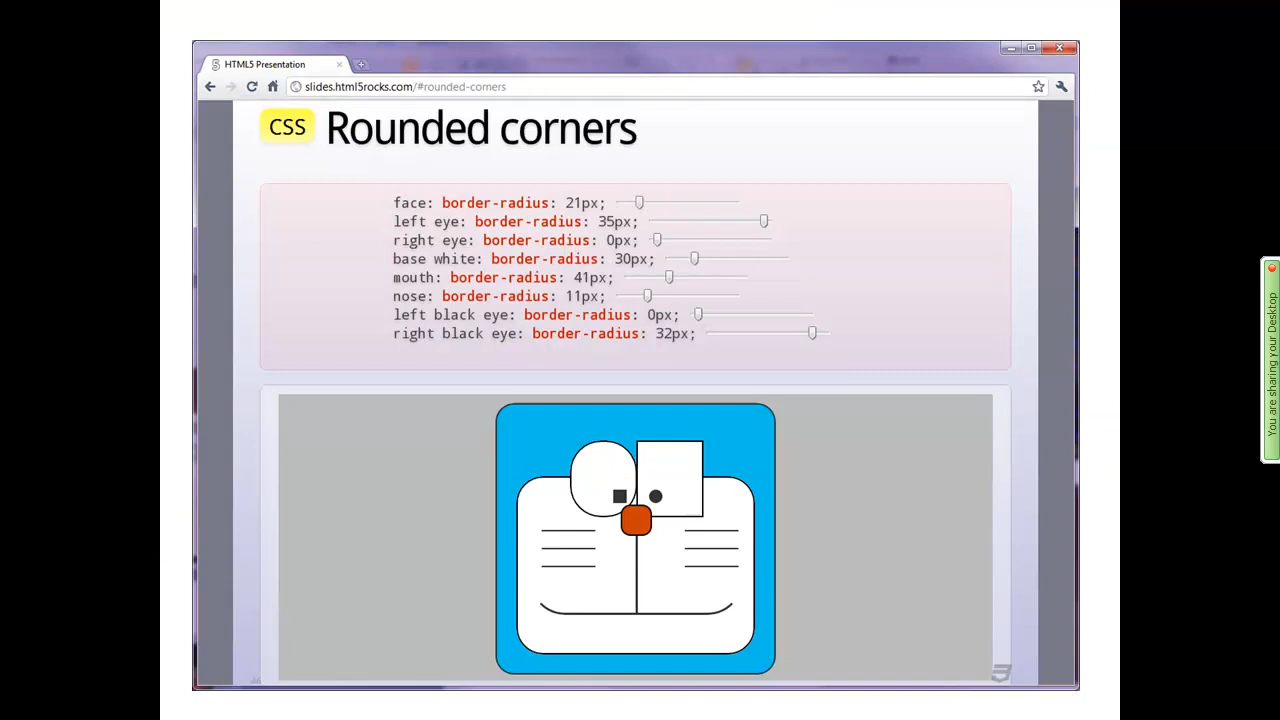 HTML5 Presentation
slides.html5rocks.com/#rounded-corners
CSS Rounded corners
face: border-radius: 21px;
left eye: border-radius: 35px;
right eye: border-radius: 0px;
base white: border-radius: 30px;
mouth: border-radius: 41px;
nose: border-radius: 11px;
left black eye: border-radius: 0px;
right black eye: border-radius: 32px;
You are sharing your Desktop